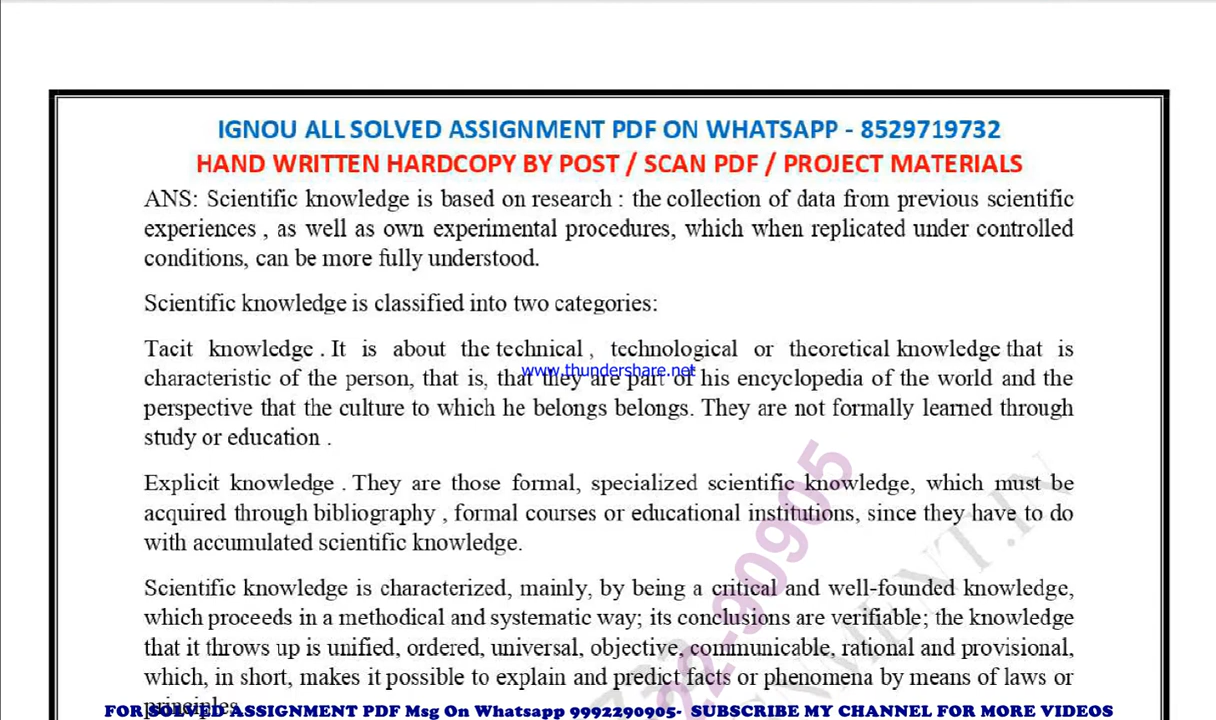 IGNOU ALL SOLVED ASSIGNMENT PDF ON WHATSAPP - 8529719732
HAND WRITTEN HARDCOPY BY POST / SCAN PDF / PROJECT MATERIALS
ANS: Scientific knowledge is based on research : the collection of data from previous scientific
experiences , as well as own experimental procedures, which when replicated under controlled
conditions, can be more fully understood.
Scientific knowledge is classified into two categories:
Tacit knowledge . It is about the technical , technological or theoretical knowledge that is
www.thundershare.net
characteristic of the person, that is, that they are part of his encyclopedia of the world and the
perspective that the culture to which he belongs belongs. They are not formally learned through
study or education .
Explicit knowledge . They are those formal, specialized scientific knowledge, which must be
acquired through bibliography , formal courses or educational institutions, since they have to do
with accumulated scientific knowledge.
Scientific knowledge is characterized, mainly, by being a critical and well-founded knowledge,
which proceeds in a methodical and systematic way; its conclusions are verifiable; the knowledge
that it throws up is unified, ordered, universal, objective, communicable, rational and provisional,
which, in short, makes it possible to explain and predict facts or phenomena by means of laws or
principles
22-90905
NMENT.IN
FOR SOLVED ASSIGNMENT PDF Msg On Whatsapp 9992290905- SUBSCRIBE MY CHANNEL FOR MORE VIDEOS